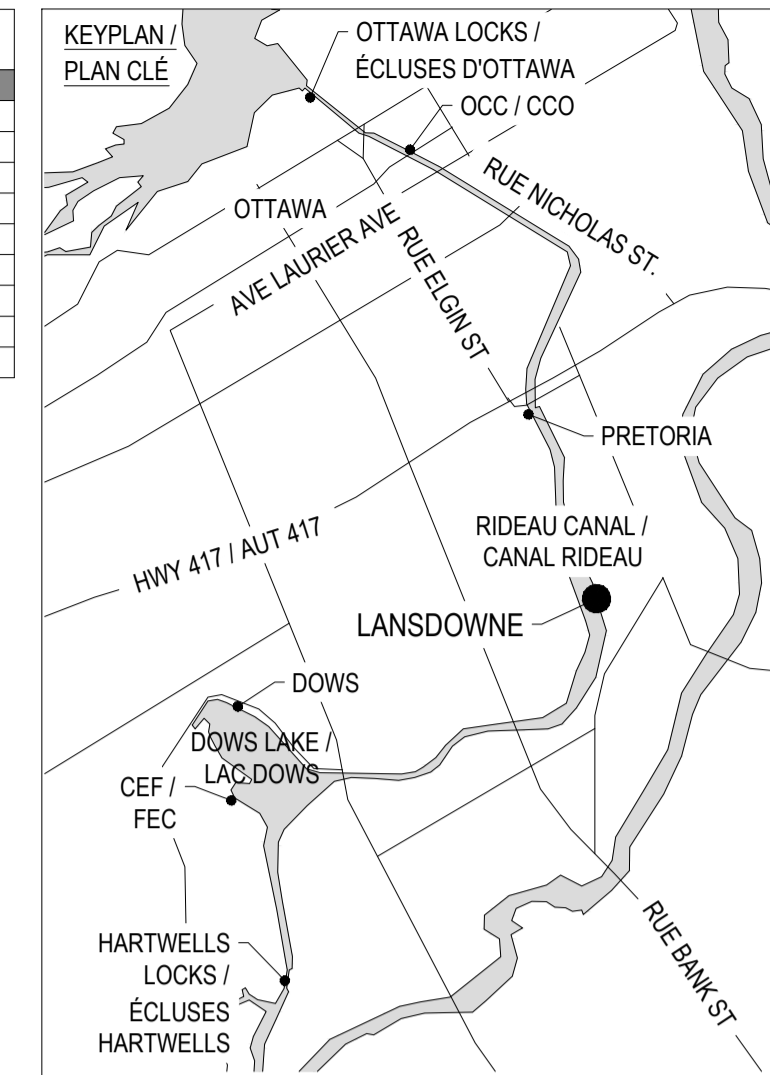 KEYPLAN /
PLAN CLÉ
OTTAWA LOCKS /
ÉCLUSES D'OTTAWA
OCC / CCO
RUE NICHOLAS ST.
OTTAWA
AVE LAURIER AVE
RUE ELGIN ST
PRETORIA
HWY 417 / AUT 417
RIDEAU CANAL /
CANAL RIDEAU
LANSDOWNE
DOWS
DOWS LAKE /
LAC DOWS
CEF /
FEC
HARTWELLS
LOCKS /
ÉCLUSES
HARTWELLS
RUE BANK ST